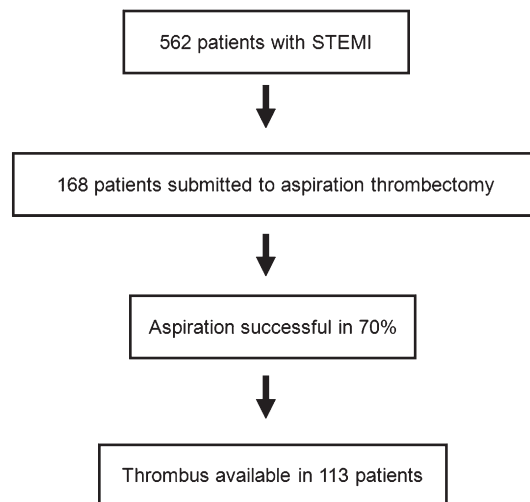 562 patients with STEMI
168 patients submitted to aspiration thrombectomy
Aspiration successful in 70%
Thrombus available in 113 patients